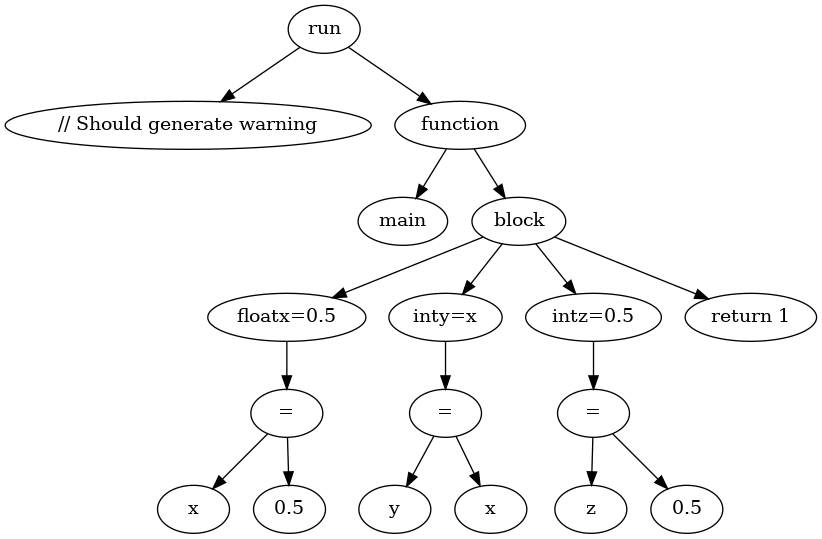 run
// Should generate warning
function
main
block
floatx=0.5
inty=x
intz=0.5
return 1
=
=
=
x
0.5
y
x
z
0.5